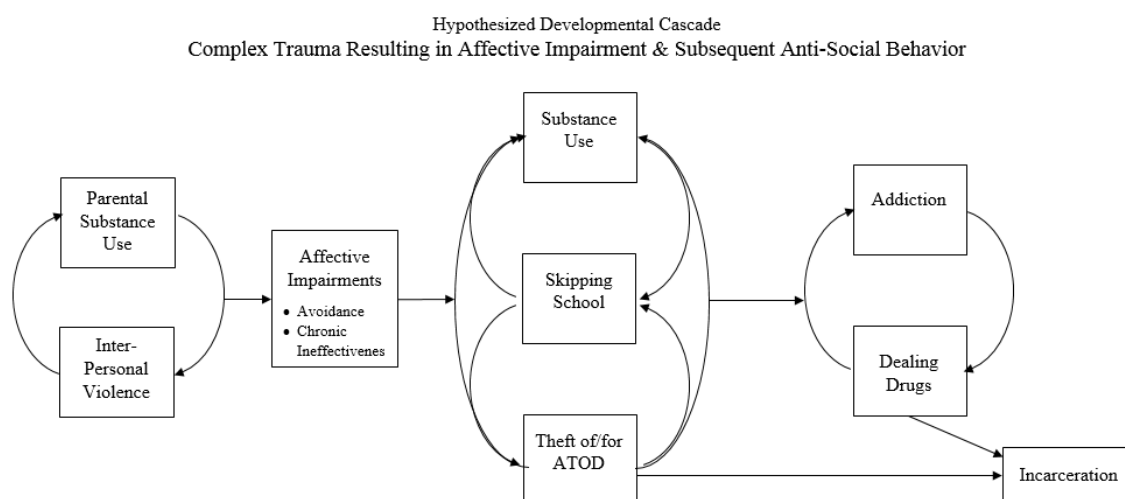 Hypothesized Developmental Cascade
Complex Trauma Resulting in Affective Impairment & Subsequent Anti-Social Behavior
Parental
Substance
Use
Inter-
Personal
Violence
Affective
Impairments
• Avoidance
• Chronic
Ineffectivenes
Substance
Use
Skipping
School
Theft of/for
ATOD
Addiction
Dealing
Drugs
Incarceration